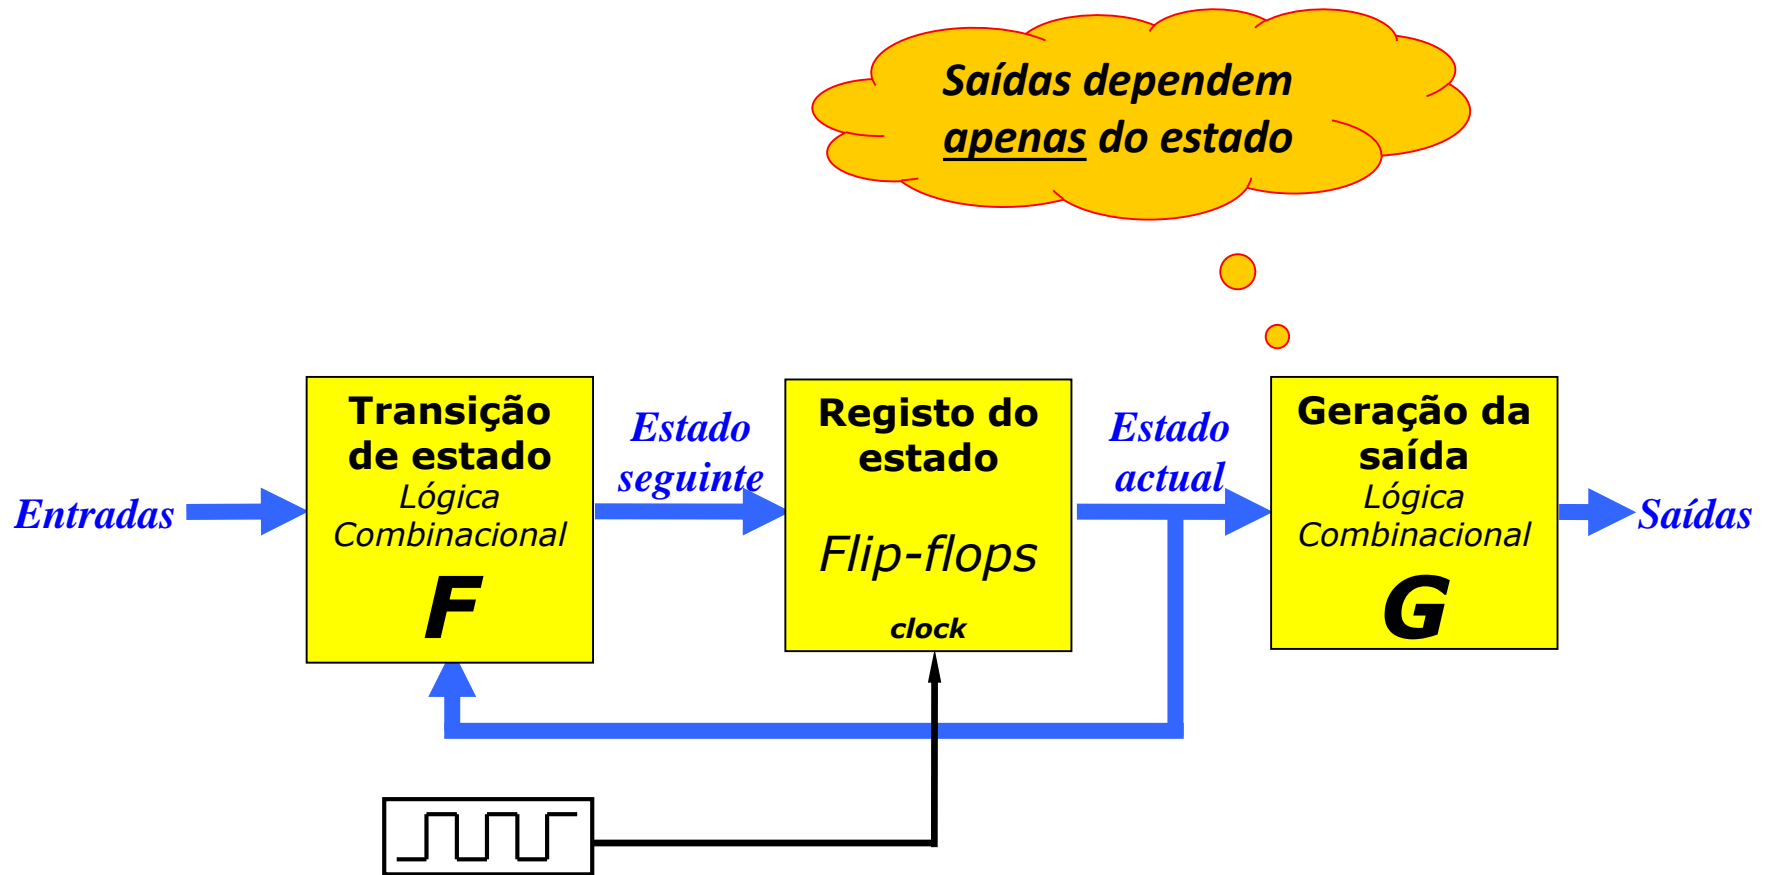 Saídas dependem
apenas do estado
Entradas
Transição
de estado
Lógica
Combinacional
F
Estado
seguinte
Registo do
estado
Flip-flops
clock
Estado
actual
Geração da
saída
Lógica
Combinacional
G
Saídas